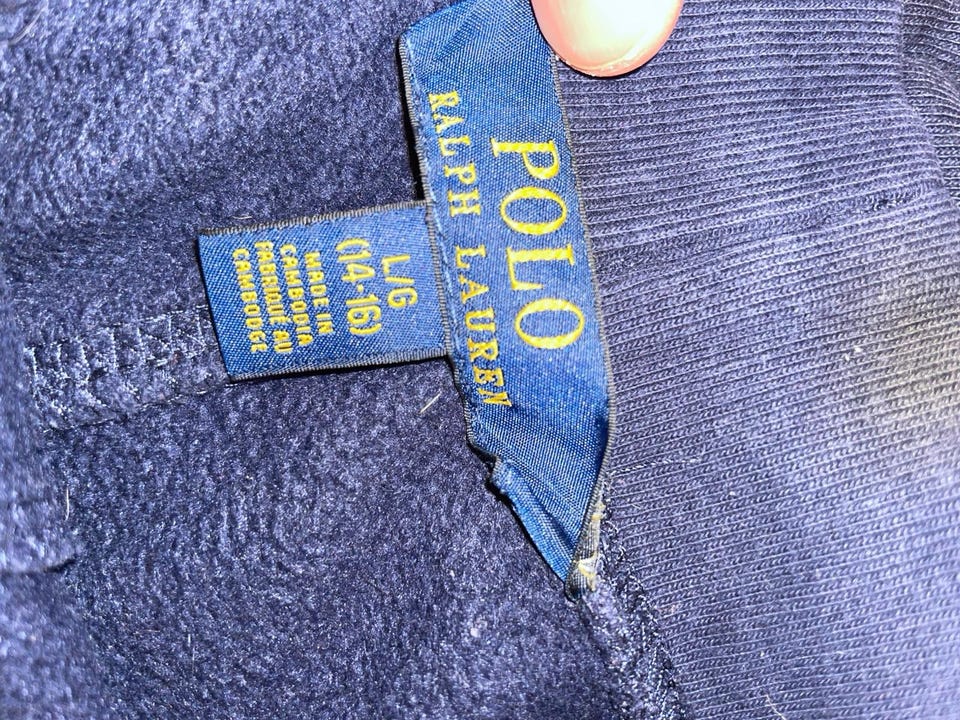 POLO
RALPH LAUREN
L/G
(14-16)
MADE IN
CAMBODIA
FABRIQUÉ AU
CAMBODGE